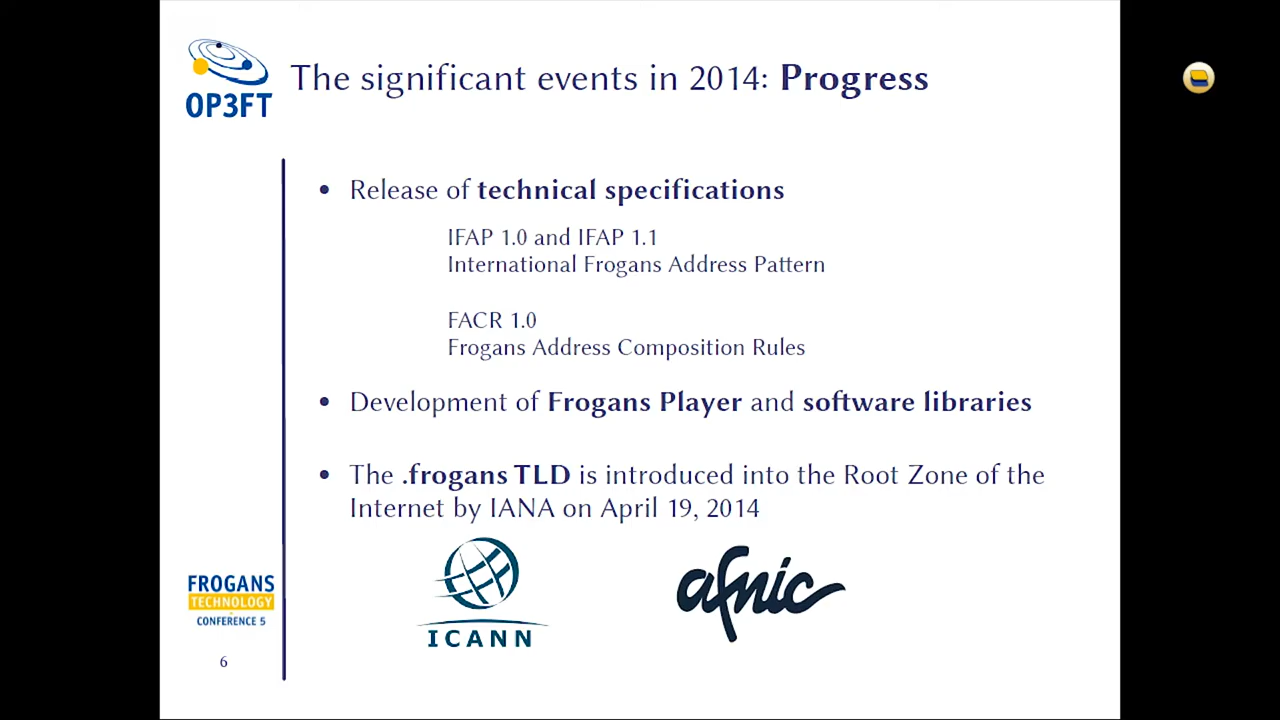 OP3FT
The significant events in 2014: Progress
• Release of technical specifications
IFAP 1.0 and IFAP 1.1
International Frogans Address Pattern
FACR 1.0
Frogans Address Composition Rules
• Development of Frogans Player and software libraries
• The .frogans TLD is introduced into the Root Zone of the
Internet by IANA on April 19, 2014
ICANN
afnic
FROGANS
TECHNOLOGY
CONFERENCE 5
6